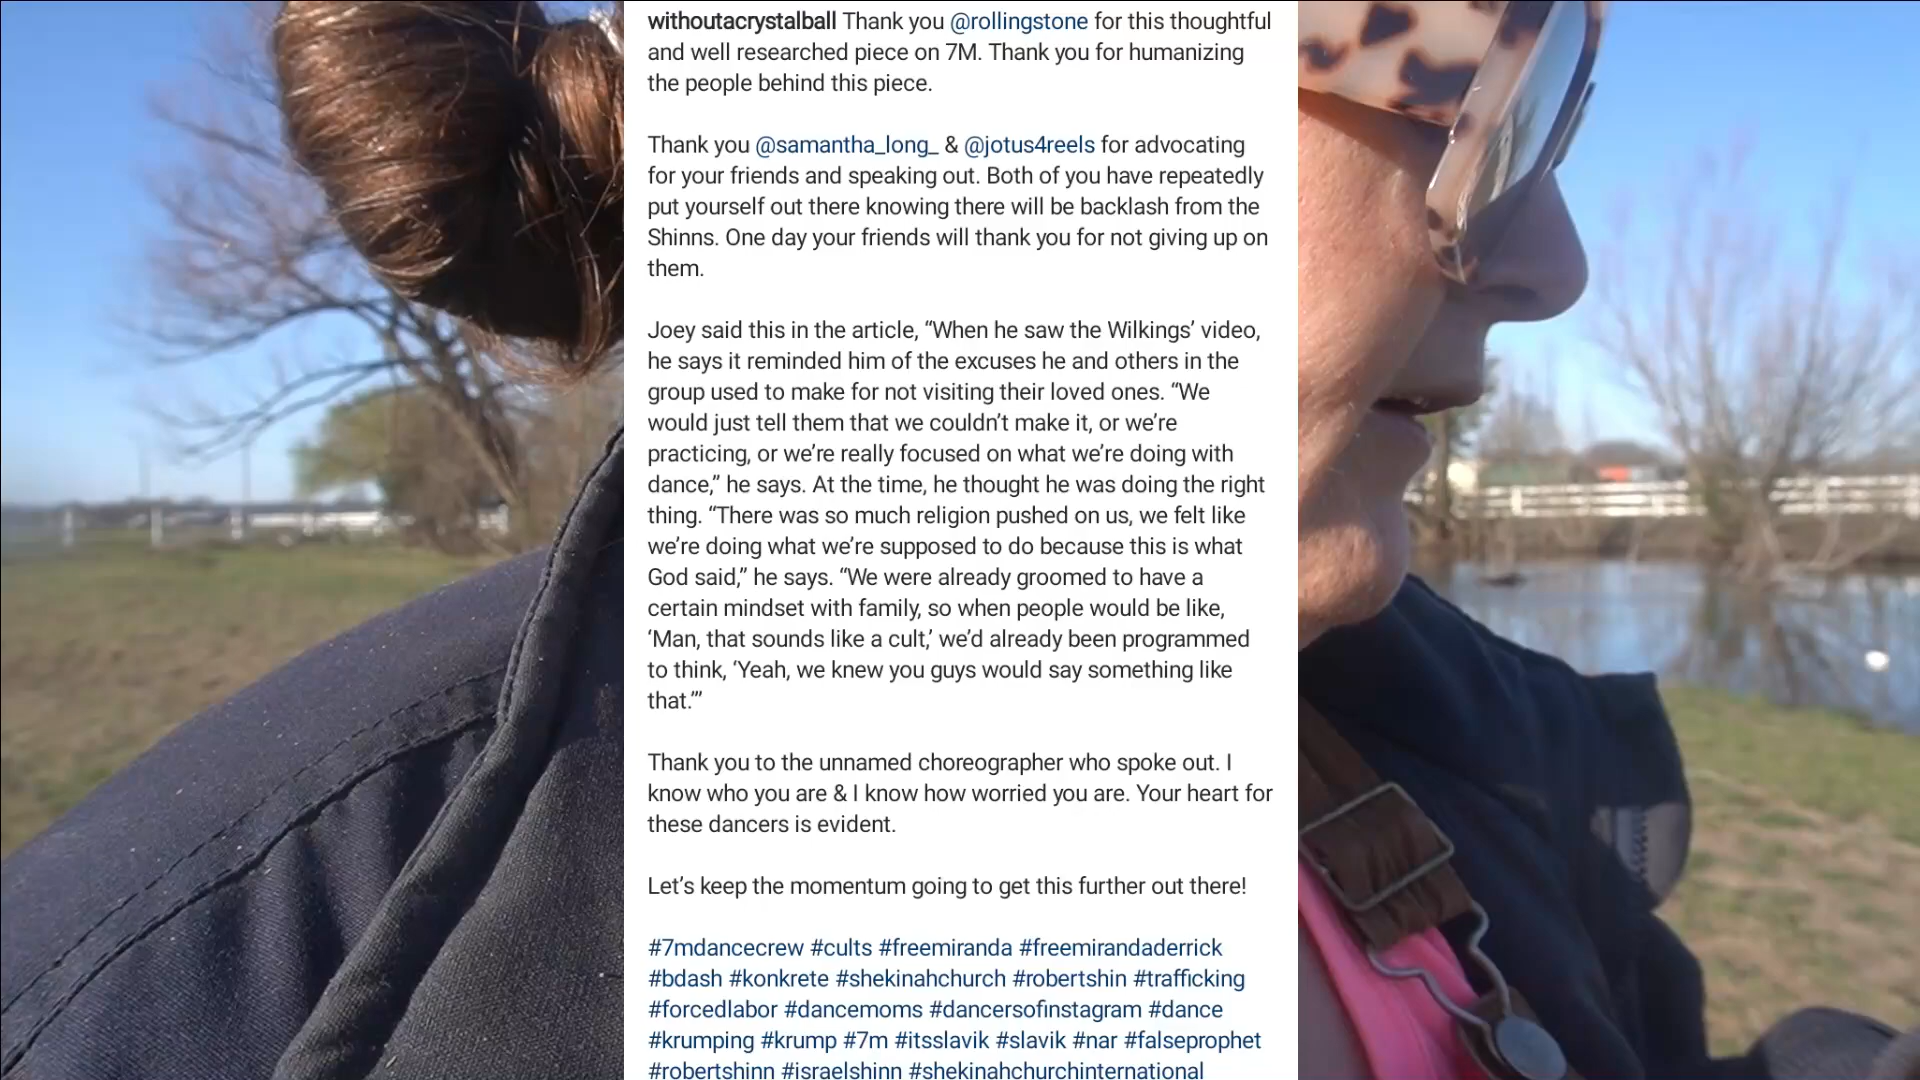 withoutacrystalball Thank you @rollingstone for this thoughtful
and well researched piece on 7M. Thank you for humanizing
the people behind this piece.
Thank you @samantha_long_ & @jotus4reels for advocating
for your friends and speaking out. Both of you have repeatedly
put yourself out there knowing there will be backlash from the
Shinns. One day your friends will thank you for not giving up on
them.
Joey said this in the article, “When he saw the Wilkings’ video,
he says it reminded him of the excuses he and others in the
group used to make for not visiting their loved ones. “We
would just tell them that we couldn’t make it, or we’re
practicing, or we’re really focused on what we’re doing with
dance,” he says. At the time, he thought he was doing the right
thing. “There was so much religion pushed on us, we felt like
we’re doing what we’re supposed to do because this is what
God said,” he says. “We were already groomed to have a
certain mindset with family, so when people would be like,
‘Man, that sounds like a cult,’ we’d already been programmed
to think, ‘Yeah, we knew you guys would say something like
that.’”
Thank you to the unnamed choreographer who spoke out. I
know who you are & I know how worried you are. Your heart for
these dancers is evident.
Let’s keep the momentum going to get this further out there!
#7mdancecrew #cults #freemiranda #freemirandaderrick
#bdash #konkrete #shekinahchurch #robertshin #trafficking
#forcedlabor #dancemoms #dancersofinstagram #dance
#krumping #krump #7m #itsslavik #slavik #nar #falseprophet
#robertshinn #israelshinn #shekinahchurchinternational